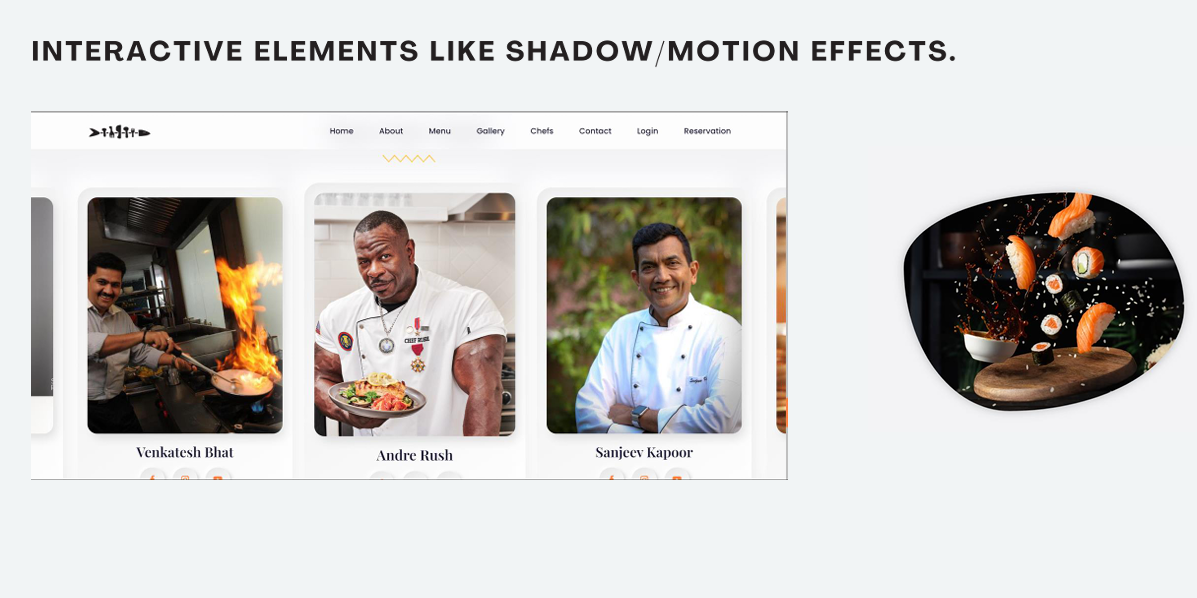 INTERACTIVE ELEMENTS LIKE SHADOW/MOTION EFFECTS.
Home About Menu Gallery Chefs Contact Login Reservation
CHEF RUSH
Venkatesh Bhat
Andre Rush
Sanjeev Kapoor